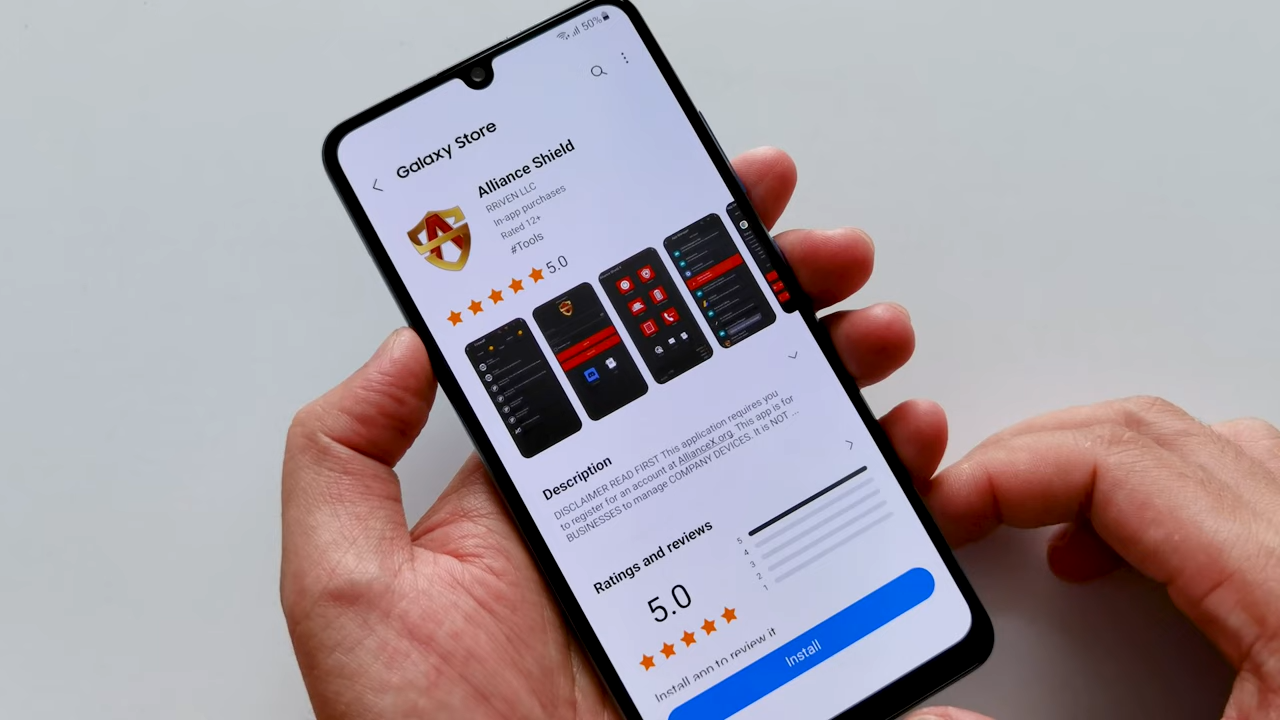 50%
Galaxy Store
Alliance Shield
RRiVEN LLC
In-app purchases
Rated 12+
#Tools
5.0
Description
DISCLAIMER READ FIRST This application requires you
to register for an account at AllianceX.org. This app is for
BUSINESSES to manage COMPANY DEVICES. It is NOT ...
Ratings and reviews
5
4
3
2
1
5.0
Install app to review it
Install